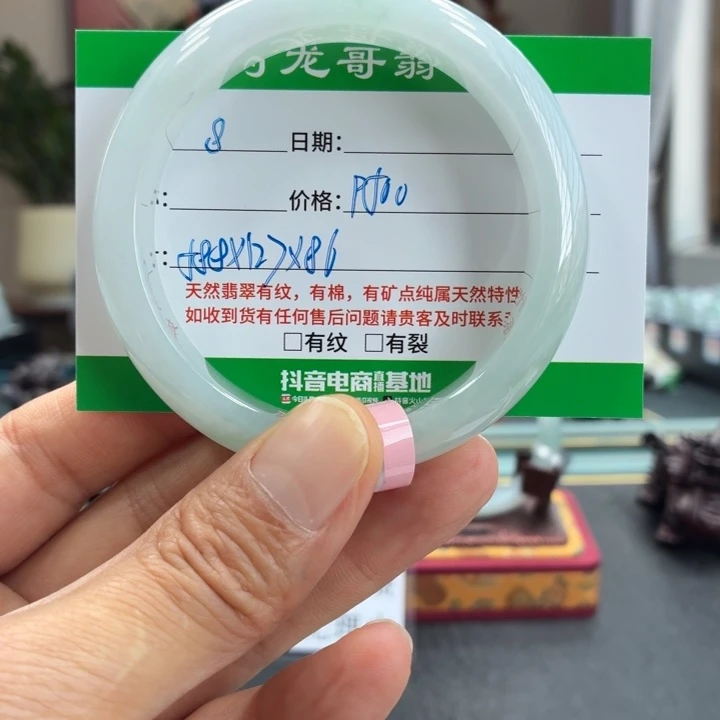 龙哥翡
8 日期:
: 价格:
:
天然翡翠有纹，有棉，有矿点纯属天然特性
如收到货有任何售后问题请贵客及时联系
□有纹 □有裂
抖音电商直播基地